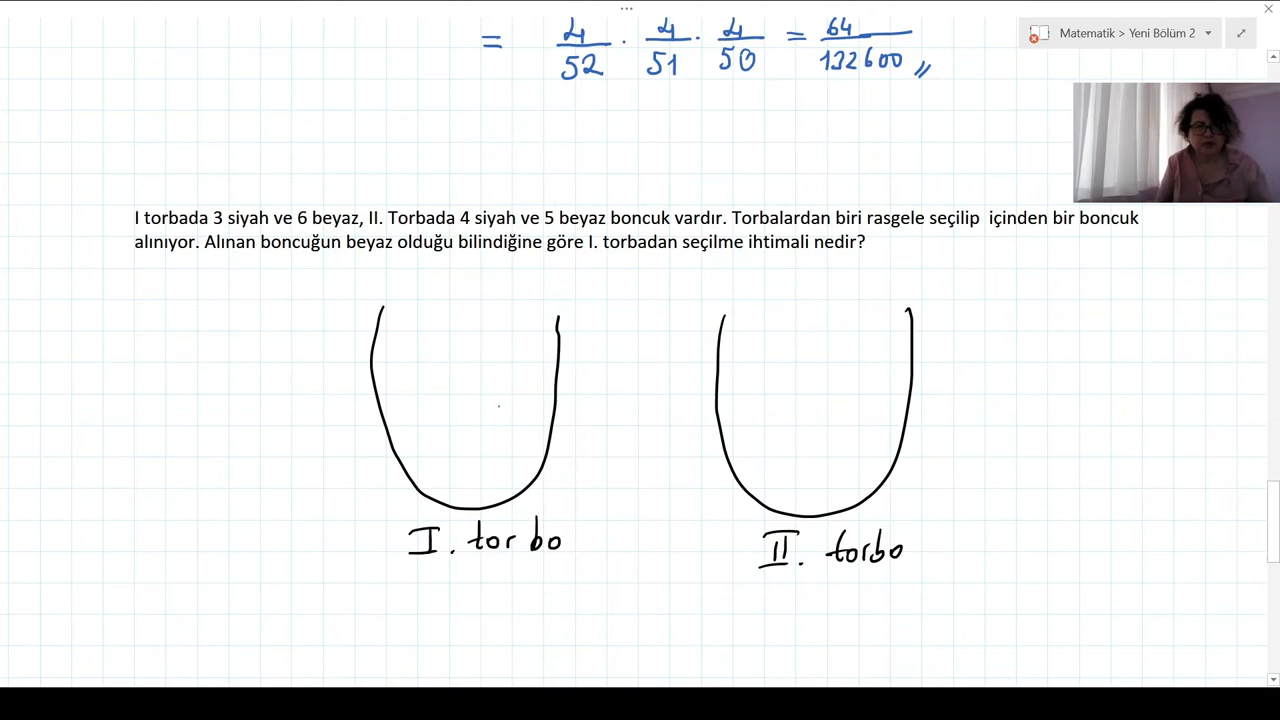 = 4/52 · 4/51 · 4/50 = 64/132600 //
Matematik > Yeni Bölüm 2
I torbada 3 siyah ve 6 beyaz, II. Torbada 4 siyah ve 5 beyaz boncuk vardır. Torbalardan biri rasgele seçilip içinden bir boncuk
alınıyor. Alınan boncuğun beyaz olduğu bilindiğine göre I. torbadan seçilme ihtimali nedir?
I. torba
II. torba